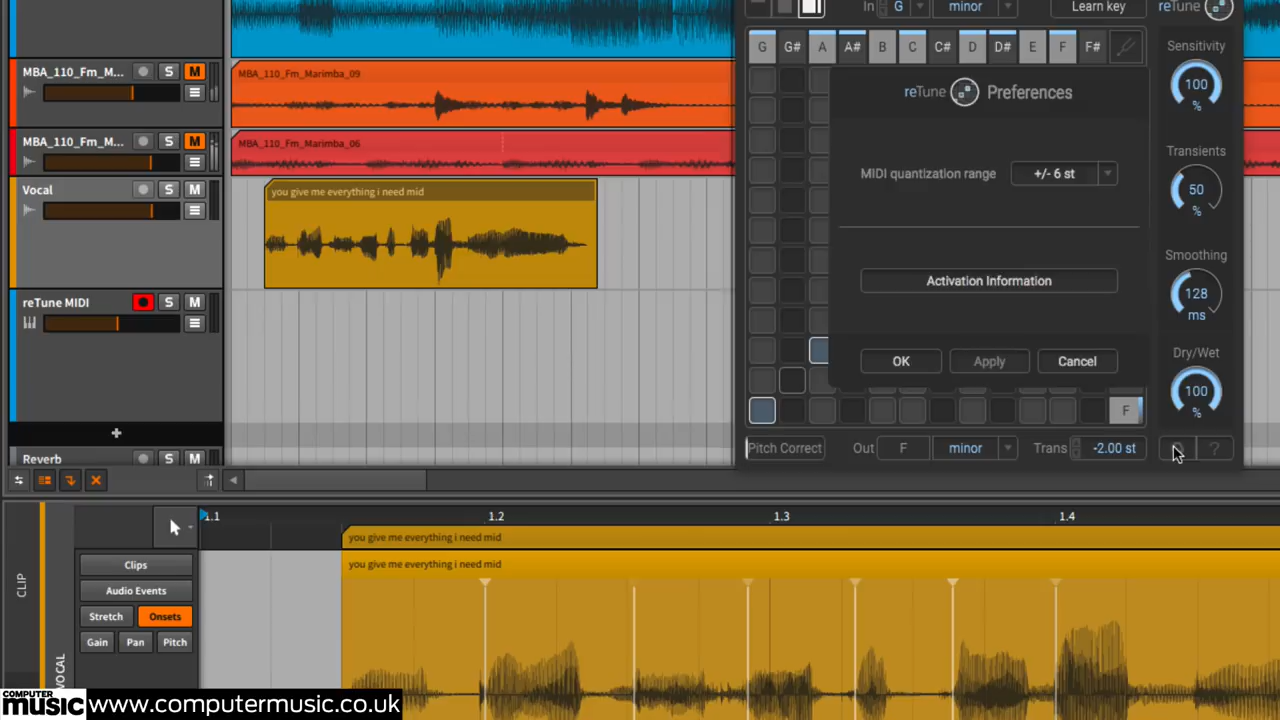 In G minor Learn key reTune
G G# A A# B C C# D D# E F F#
MBA_110_Fm_M... S M
MBA_110_Fm_Marimba_09
Sensitivity
100
%
reTune Preferences
MBA_110_Fm_M... S M
MBA_110_Fm_Marimba_06
MIDI quantization range +/- 6 st
Transients
50
%
Vocal S M
you give me everything i need mid
Smoothing
128
ms
Activation Information
reTune MIDI S M
OK Apply Cancel
Dry/Wet
100
%
F
+
Reverb S M
Pitch Correct Out F minor Trans -2.00 st ?
1.1 1.2 1.3 1.4
you give me everything i need mid
you give me everything i need mid
CLIP
VOCAL
Clips
Audio Events
Stretch Onsets
Gain Pan Pitch
COMPUTER
music www.computermusic.co.uk